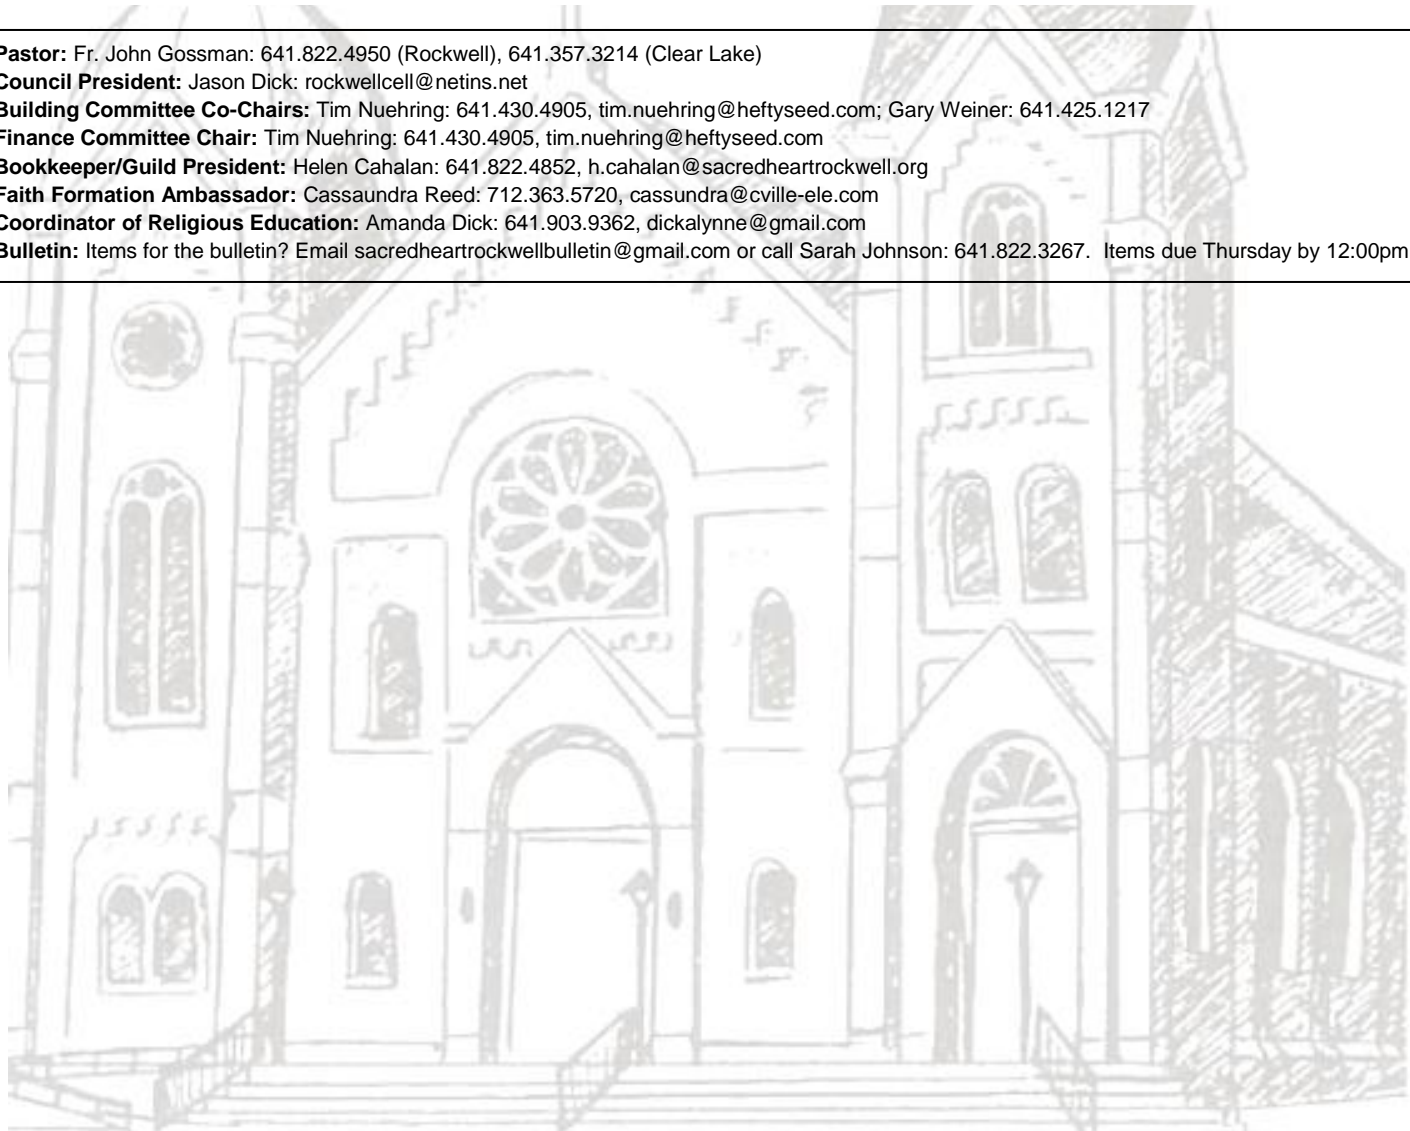 Pastor: Fr. John Gossman: 641.822.4950 (Rockwell), 641.357.3214 (Clear Lake)
Council President: Jason Dick: rockwellcell@netins.net
Building Committee Co-Chairs: Tim Nuehring: 641.430.4905, tim.nuehring@heftyseed.com; Gary Weiner: 641.425.1217
Finance Committee Chair: Tim Nuehring: 641.430.4905, tim.nuehring@heftyseed.com
Bookkeeper/Guild President: Helen Cahalan: 641.822.4852, h.cahalan@sacredheartrockwell.org
Faith Formation Ambassador: Cassaundra Reed: 712.363.5720, cassundra@cville-ele.com
Coordinator of Religious Education: Amanda Dick: 641.903.9362, dickalynne@gmail.com
Bulletin: Items for the bulletin? Email sacredheartrockwellbulletin@gmail.com or call Sarah Johnson: 641.822.3267.  Items due Thursday by 12:00pm